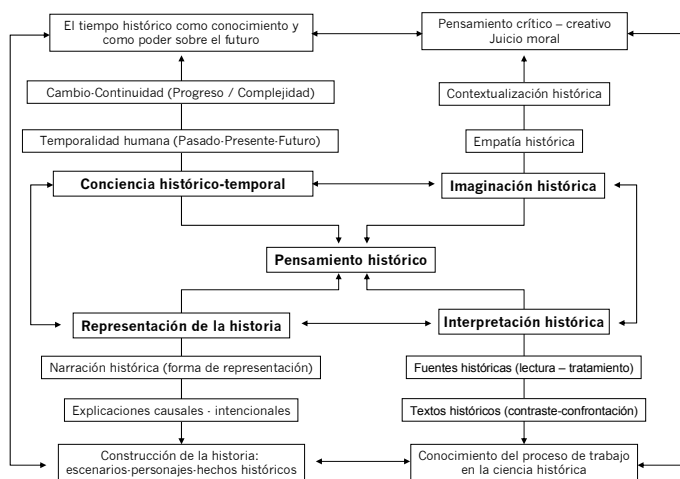 El tiempo histórico como conocimiento y
como poder sobre el futuro
Pensamiento crítico – creativo
Juicio moral
Cambio-Continuidad (Progreso / Complejidad)
Contextualización histórica
Temporalidad humana (Pasado-Presente-Futuro)
Empatía histórica
Conciencia histórico-temporal
Imaginación histórica
Pensamiento histórico
Representación de la historia
Interpretación histórica
Narración histórica (forma de representación)
Fuentes históricas (lectura – tratamiento)
Explicaciones causales - intencionales
Textos históricos (contraste-confrontación)
Construcción de la historia:
escenarios-personajes-hechos históricos
Conocimiento del proceso de trabajo
en la ciencia histórica